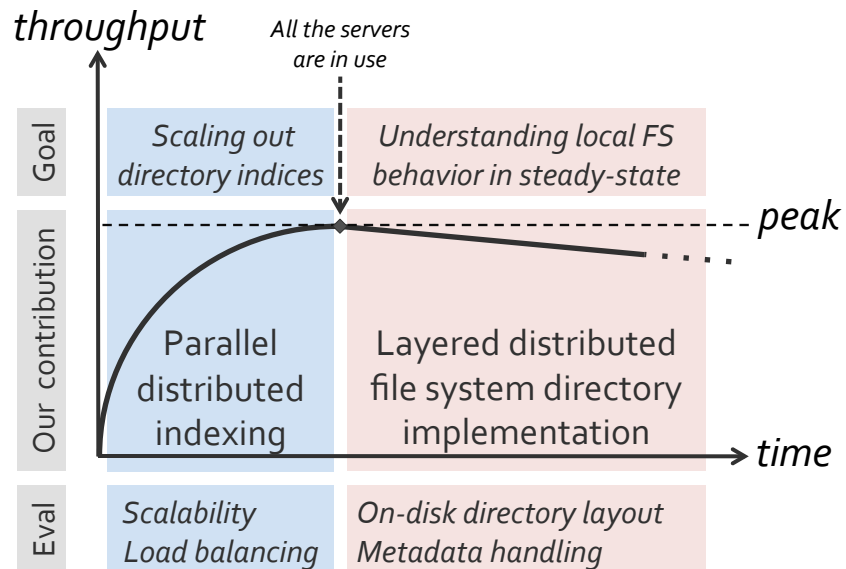 throughput
All the servers
are in use
Goal
Scaling out
directory indices
Understanding local FS
behavior in steady-state
peak
Our contribution
Parallel
distributed
indexing
Layered distributed
file system directory
implementation
time
Eval
Scalability
Load balancing
On-disk directory layout
Metadata handling